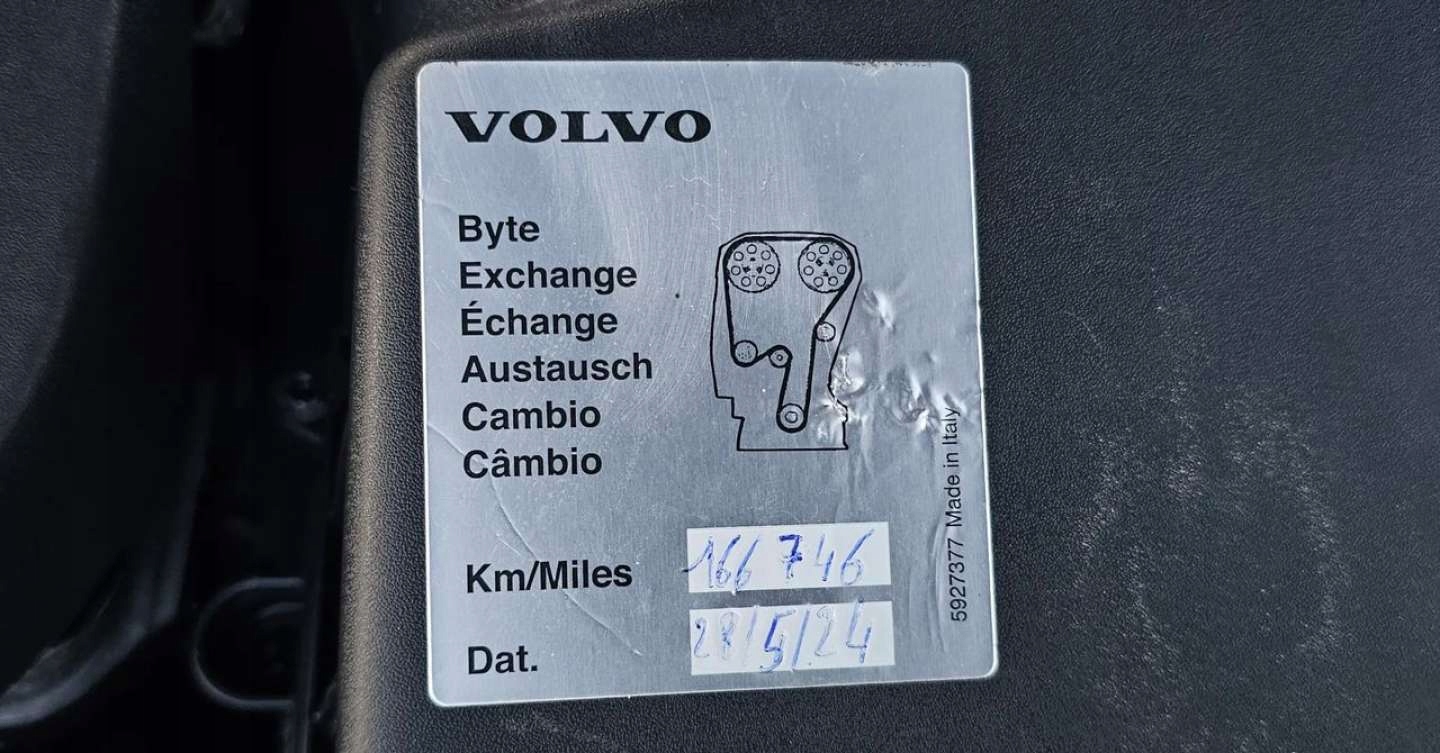 VOLVO
Byte
Exchange
Échange
Austausch
Cambio
Câmbio
Km/Miles 166 746
Dat. 28/5/24
5927377 Made in Italy